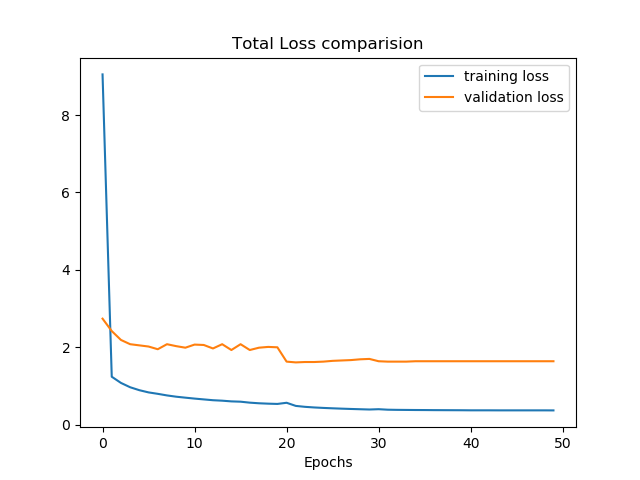 Total Loss comparision
training loss
validation loss
8
6
4
2
0
0 10 20 30 40 50
Epochs